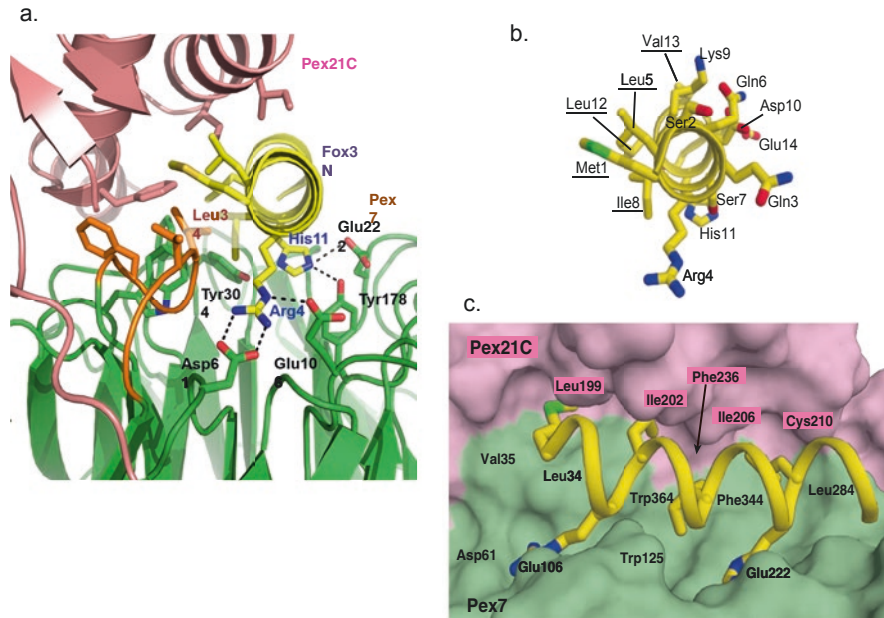 a.
Pex21C
Fox3
N
Pex
7
Leu3
4
Glu22
2
His11
Tyr30
4
Tyr178
Arg4
Asp6
1
Glu10
6
b.
Val13
Lys9
Leu5
Gln6
Leu12
Asp10
Ser2
Glu14
Met1
Ile8
Ser7
Gln3
His11
Arg4
c.
Pex21C
Phe236
Leu199
Ile202
Ile206
Cys210
Val35
Leu34
Trp364
Phe344
Leu284
Asp61
Glu106
Trp125
Glu222
Pex7